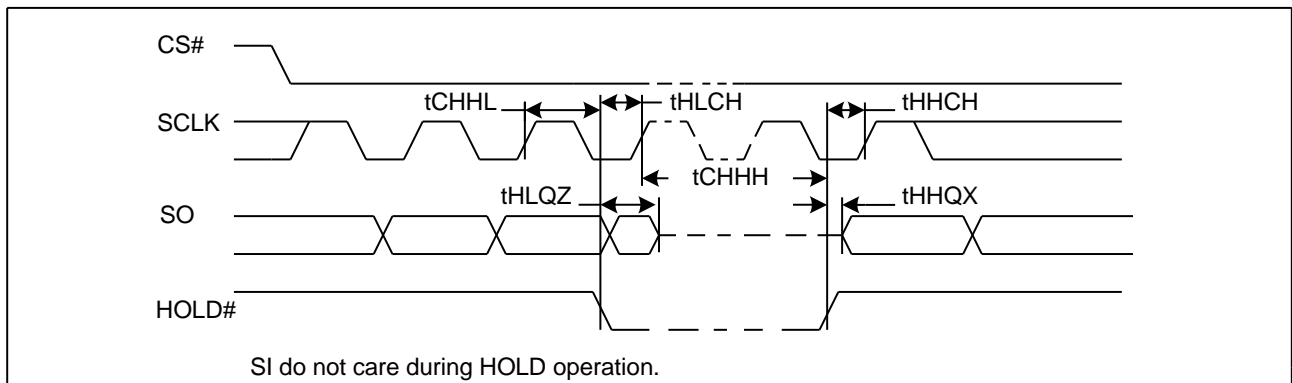 CS#
tCHHL
tHLCH
tHHCH
SCLK
tCHHH
tHLQZ
tHHQX
SO
HOLD#
SI do not care during HOLD operation.